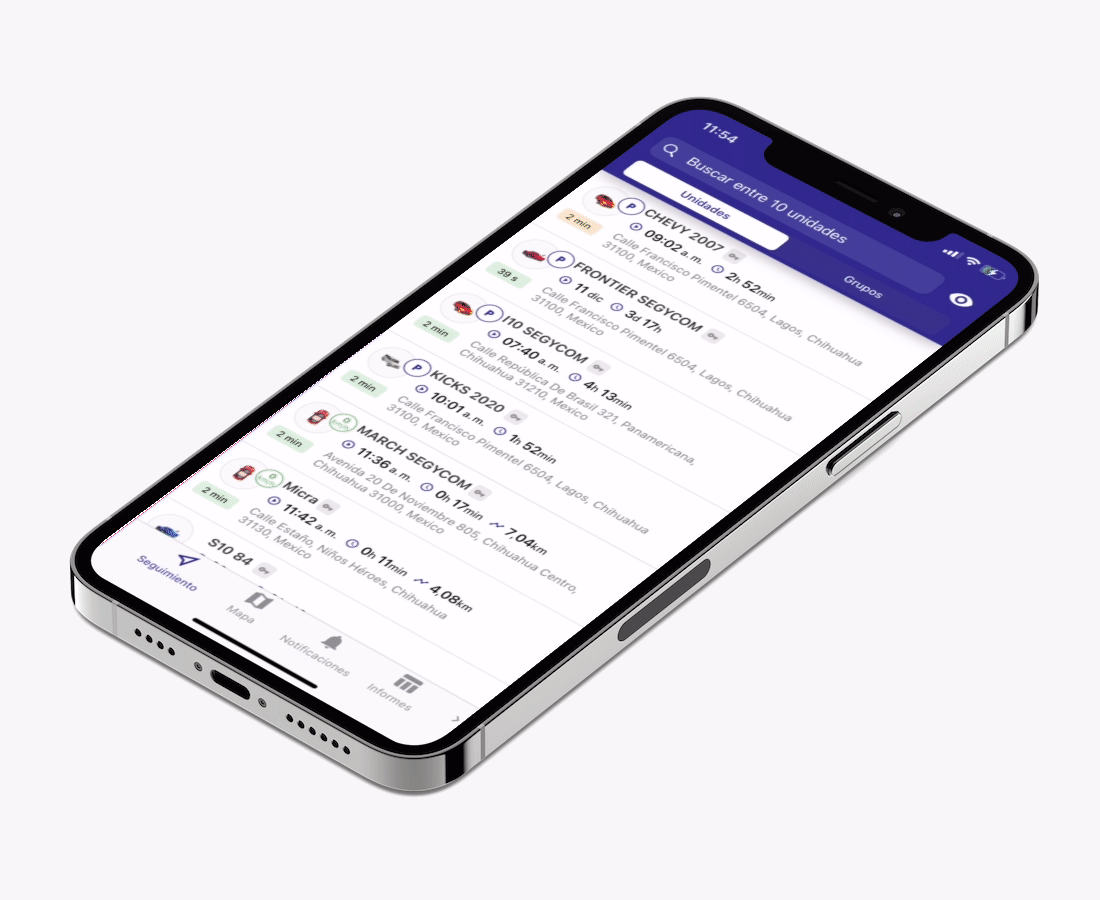 11:54
Buscar entre 10 unidades
Unidades
Grupos
P
CHEVY 2007
2 min
09:02 a. m.
2h 52min
Calle Francisco Pimentel 6504, Lagos, Chihuahua
31100, Mexico
P
FRONTIER SEGYCOM
39 s
11 dic
3d 17h
Calle Francisco Pimentel 6504, Lagos, Chihuahua
31100, Mexico
P
I10 SEGYCOM
2 min
07:40 a. m.
4h 13min
Calle República De Brasil 321, Panamericana,
Chihuahua 31210, Mexico
P
KICKS 2020
2 min
10:01 a. m.
1h 52min
Calle Francisco Pimentel 6504, Lagos, Chihuahua
31100, Mexico
0
MARCH SEGYCOM
2 min
11:36 a. m.
0h 17min
7,04km
Avenida 20 De Noviembre 805, Chihuahua Centro,
Chihuahua 31000, Mexico
0
Micra
2 min
11:42 a. m.
0h 11min
4,08km
Calle Estaño, Niños Héroes, Chihuahua
31130, Mexico
S10 84
Seguimiento
Mapa
Notificaciones
Informes